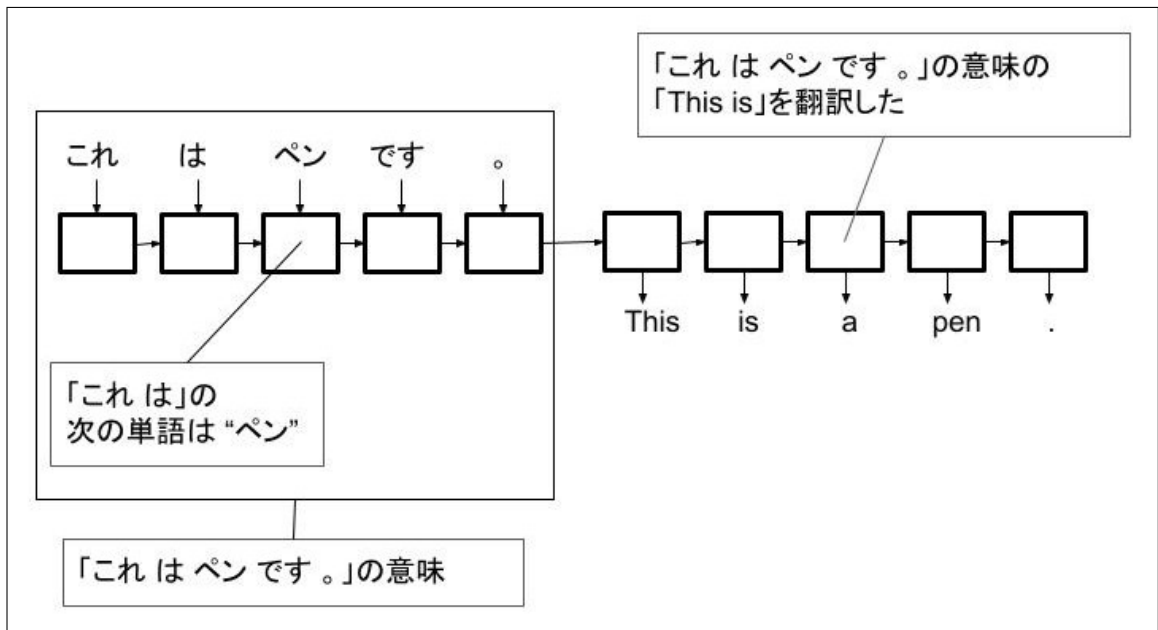 「これ は ペン です 。」の意味の
「This is」を翻訳した
これ は ペン です 。
This is a pen .
「これ は」の
次の単語は “ペン”
「これ は ペン です 。」の意味